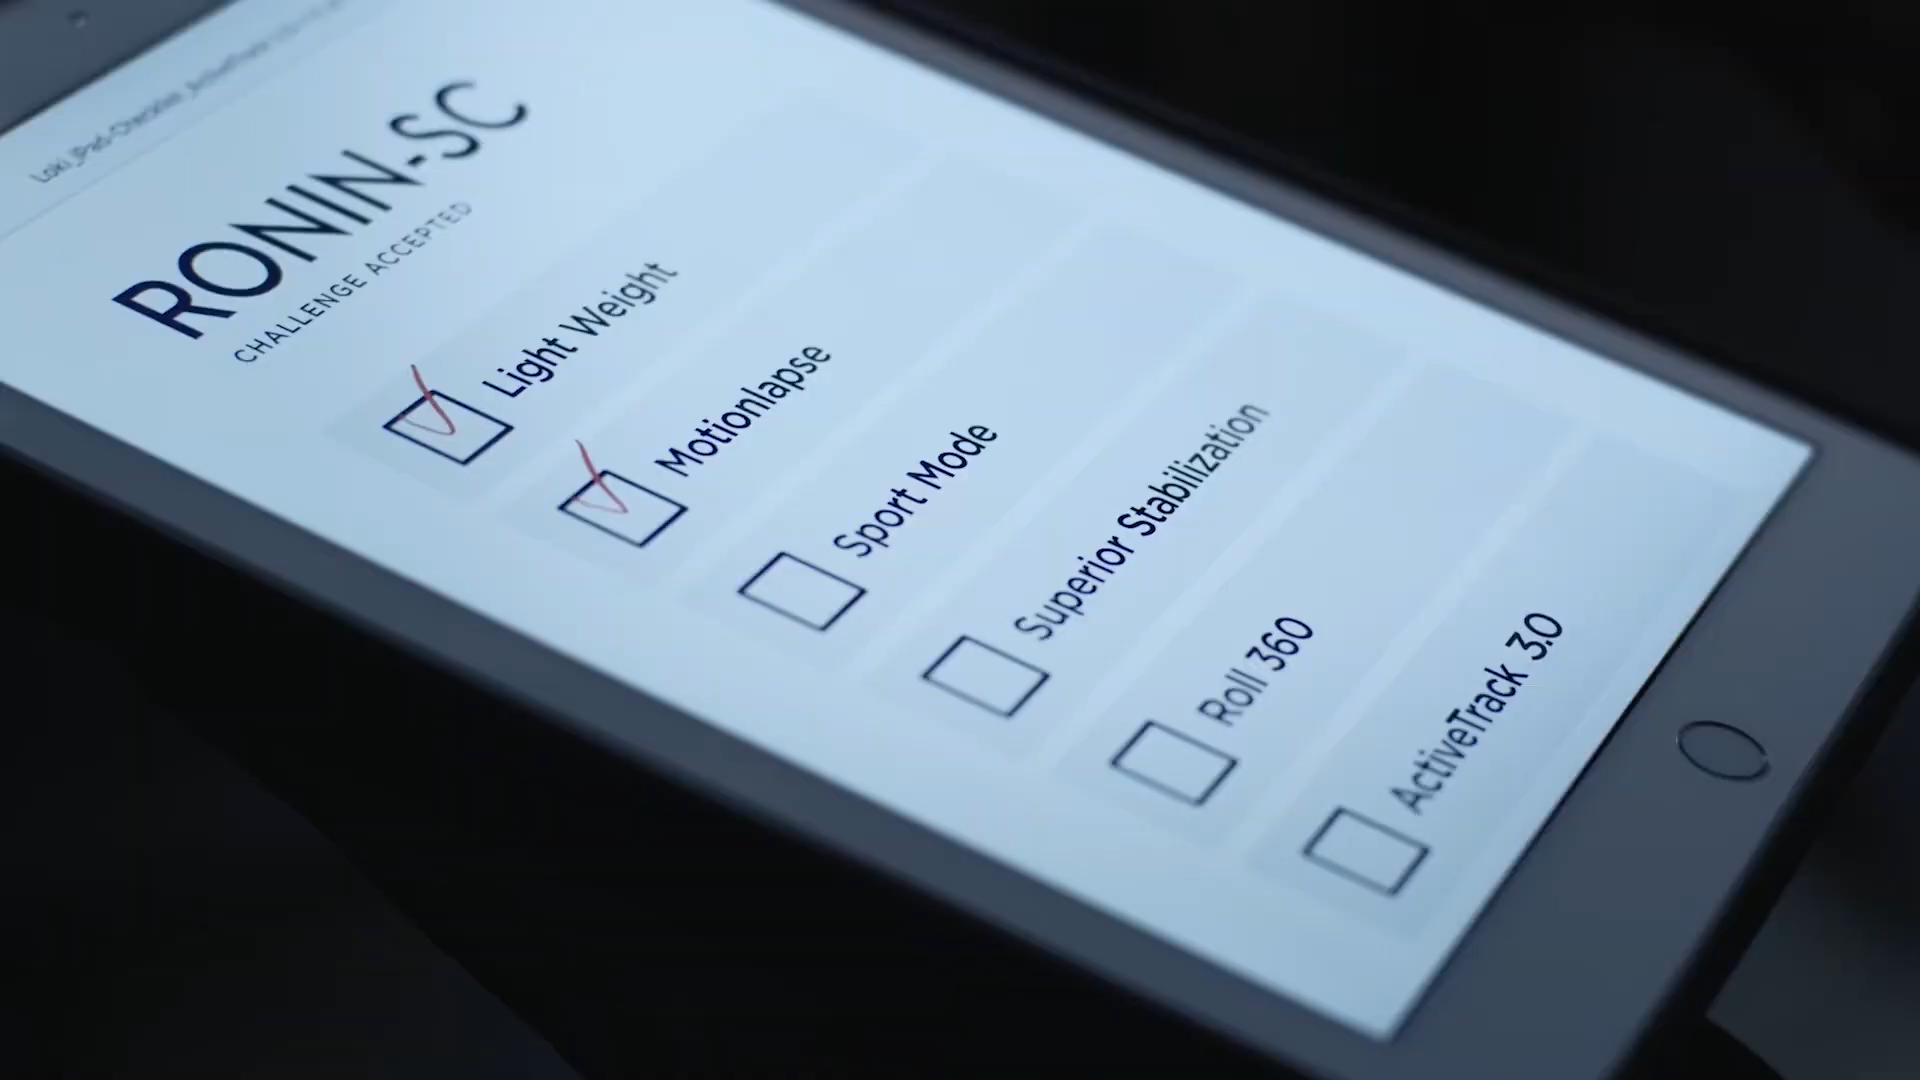 RONIN-SC
CHALLENGE ACCEPTED
Light Weight
Motionlapse
Sport Mode
Superior Stabilization
Roll 360
ActiveTrack 3.0